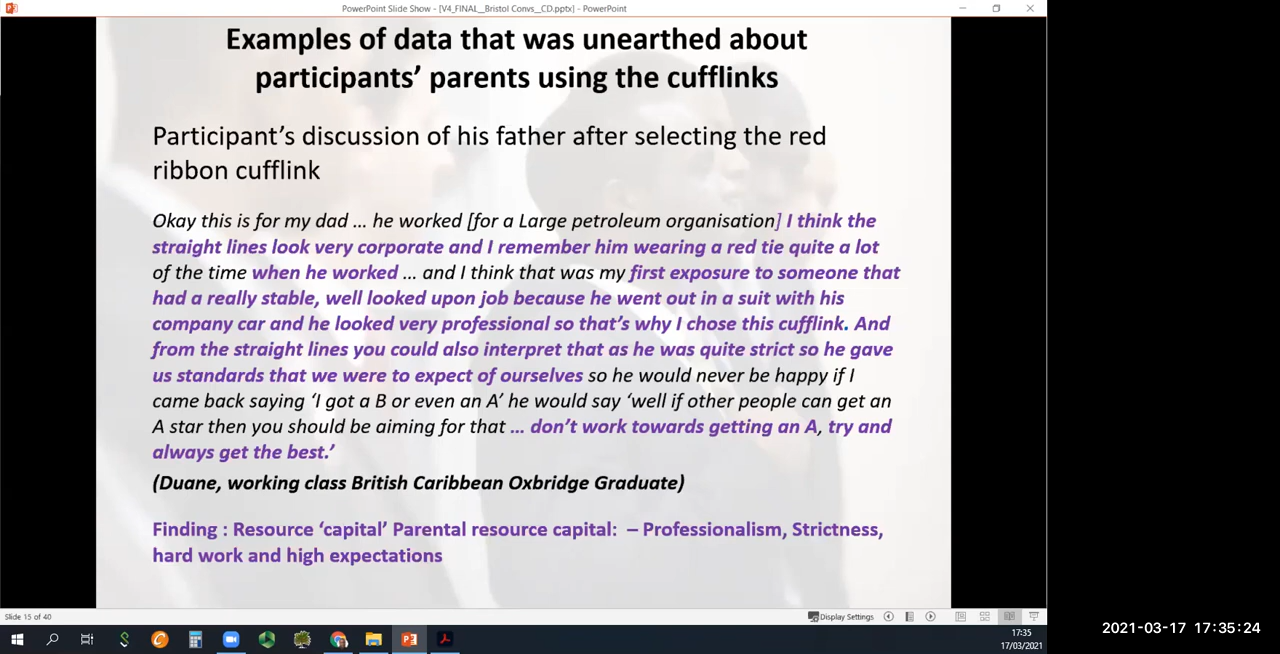 PowerPoint Slide Show - [V4_FINAL__Bristol Convs__CD.pptx] - PowerPoint
Examples of data that was unearthed about
participants’ parents using the cufflinks
Participant’s discussion of his father after selecting the red
ribbon cufflink
Okay this is for my dad … he worked [for a Large petroleum organisation] I think the
straight lines look very corporate and I remember him wearing a red tie quite a lot
of the time when he worked … and I think that was my first exposure to someone that
had a really stable, well looked upon job because he went out in a suit with his
company car and he looked very professional so that’s why I chose this cufflink. And
from the straight lines you could also interpret that as he was quite strict so he gave
us standards that we were to expect of ourselves so he would never be happy if I
came back saying ‘I got a B or even an A’ he would say ‘well if other people can get an
A star then you should be aiming for that … don’t work towards getting an A, try and
always get the best.’
(Duane, working class British Caribbean Oxbridge Graduate)
Finding : Resource ‘capital’ Parental resource capital: – Professionalism, Strictness,
hard work and high expectations
Slide 15 of 40
Display Settings
17:35
17/03/2021
2021-03-17 17:35:24